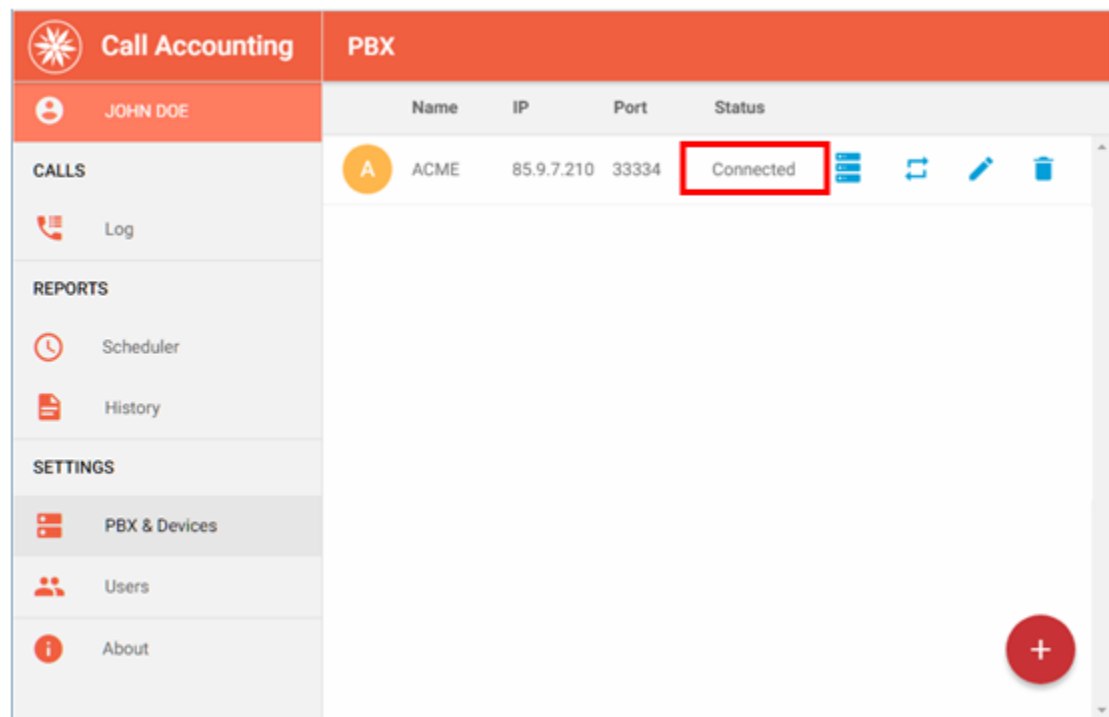 Call Accounting
PBX
JOHN DOE
Name IP Port Status
CALLS
A ACME 85.9.7.210 33334 Connected
Log
REPORTS
Scheduler
History
SETTINGS
PBX & Devices
Users
About
+